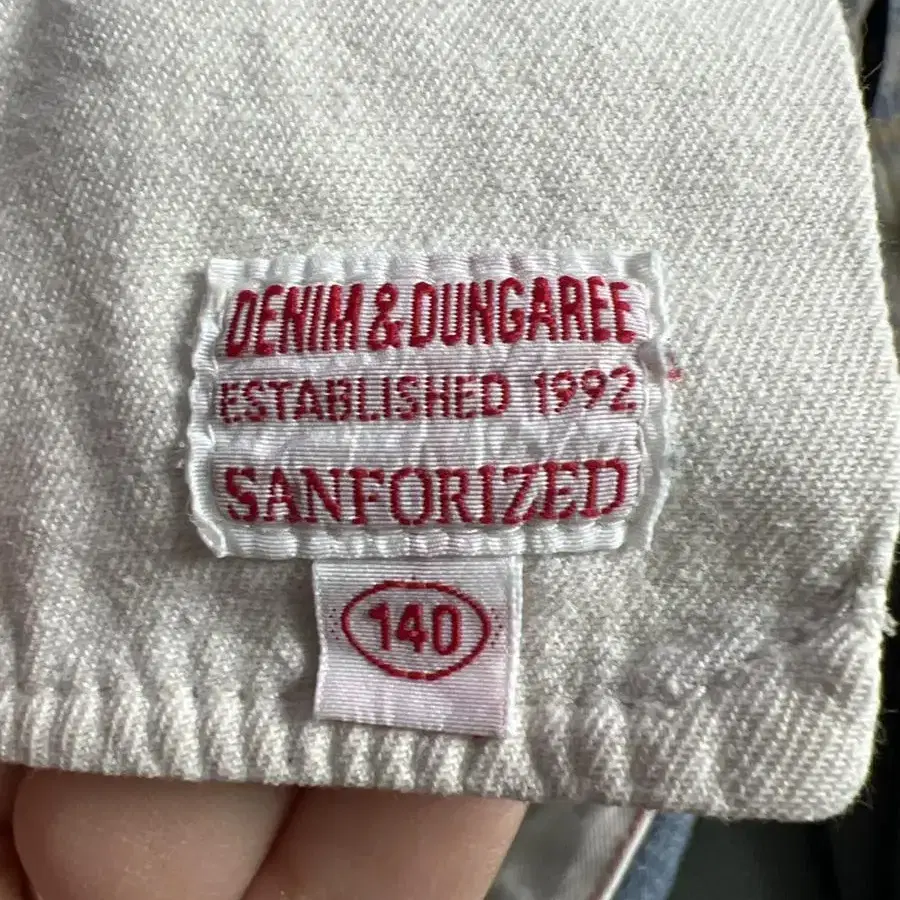 DENIM & DUNGAREE
ESTABLISHED 1992
SANFORIZED
140